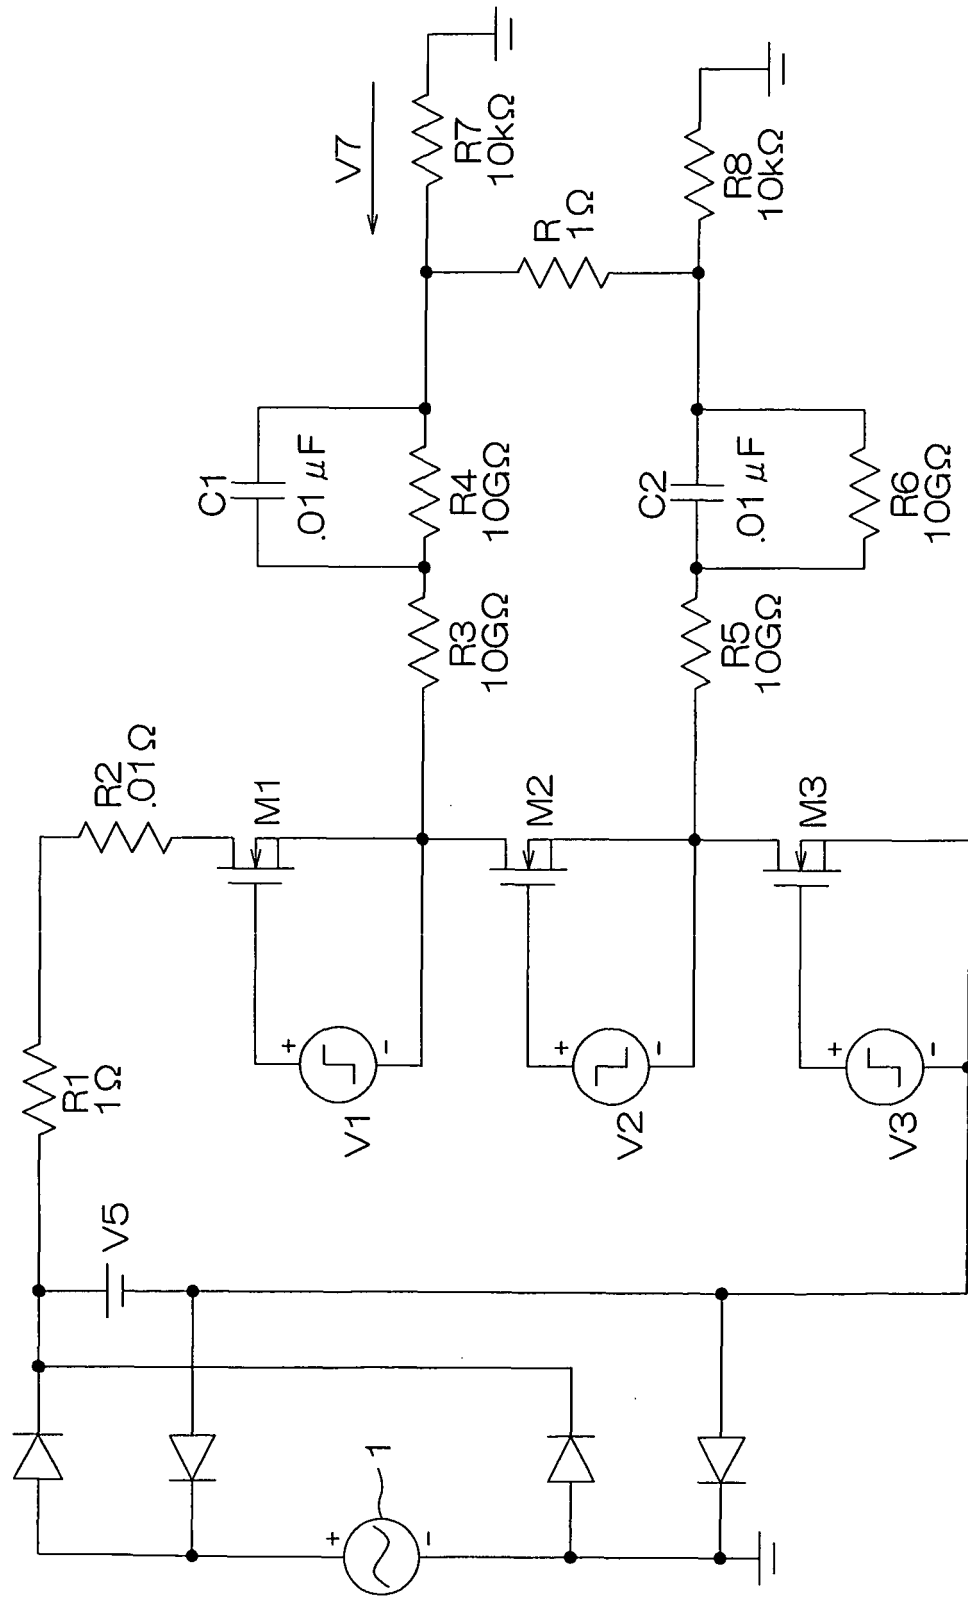 V7
R7
10kΩ
R8
10kΩ
R
1Ω
C1
.01 μF
R4
10GΩ
C2
.01 μF
R6
10GΩ
R3
10GΩ
R5
10GΩ
R2
.01Ω
M1
M2
M3
R1
1Ω
+
-
V1
+
-
V2
+
-
V3
V5
1
+
-